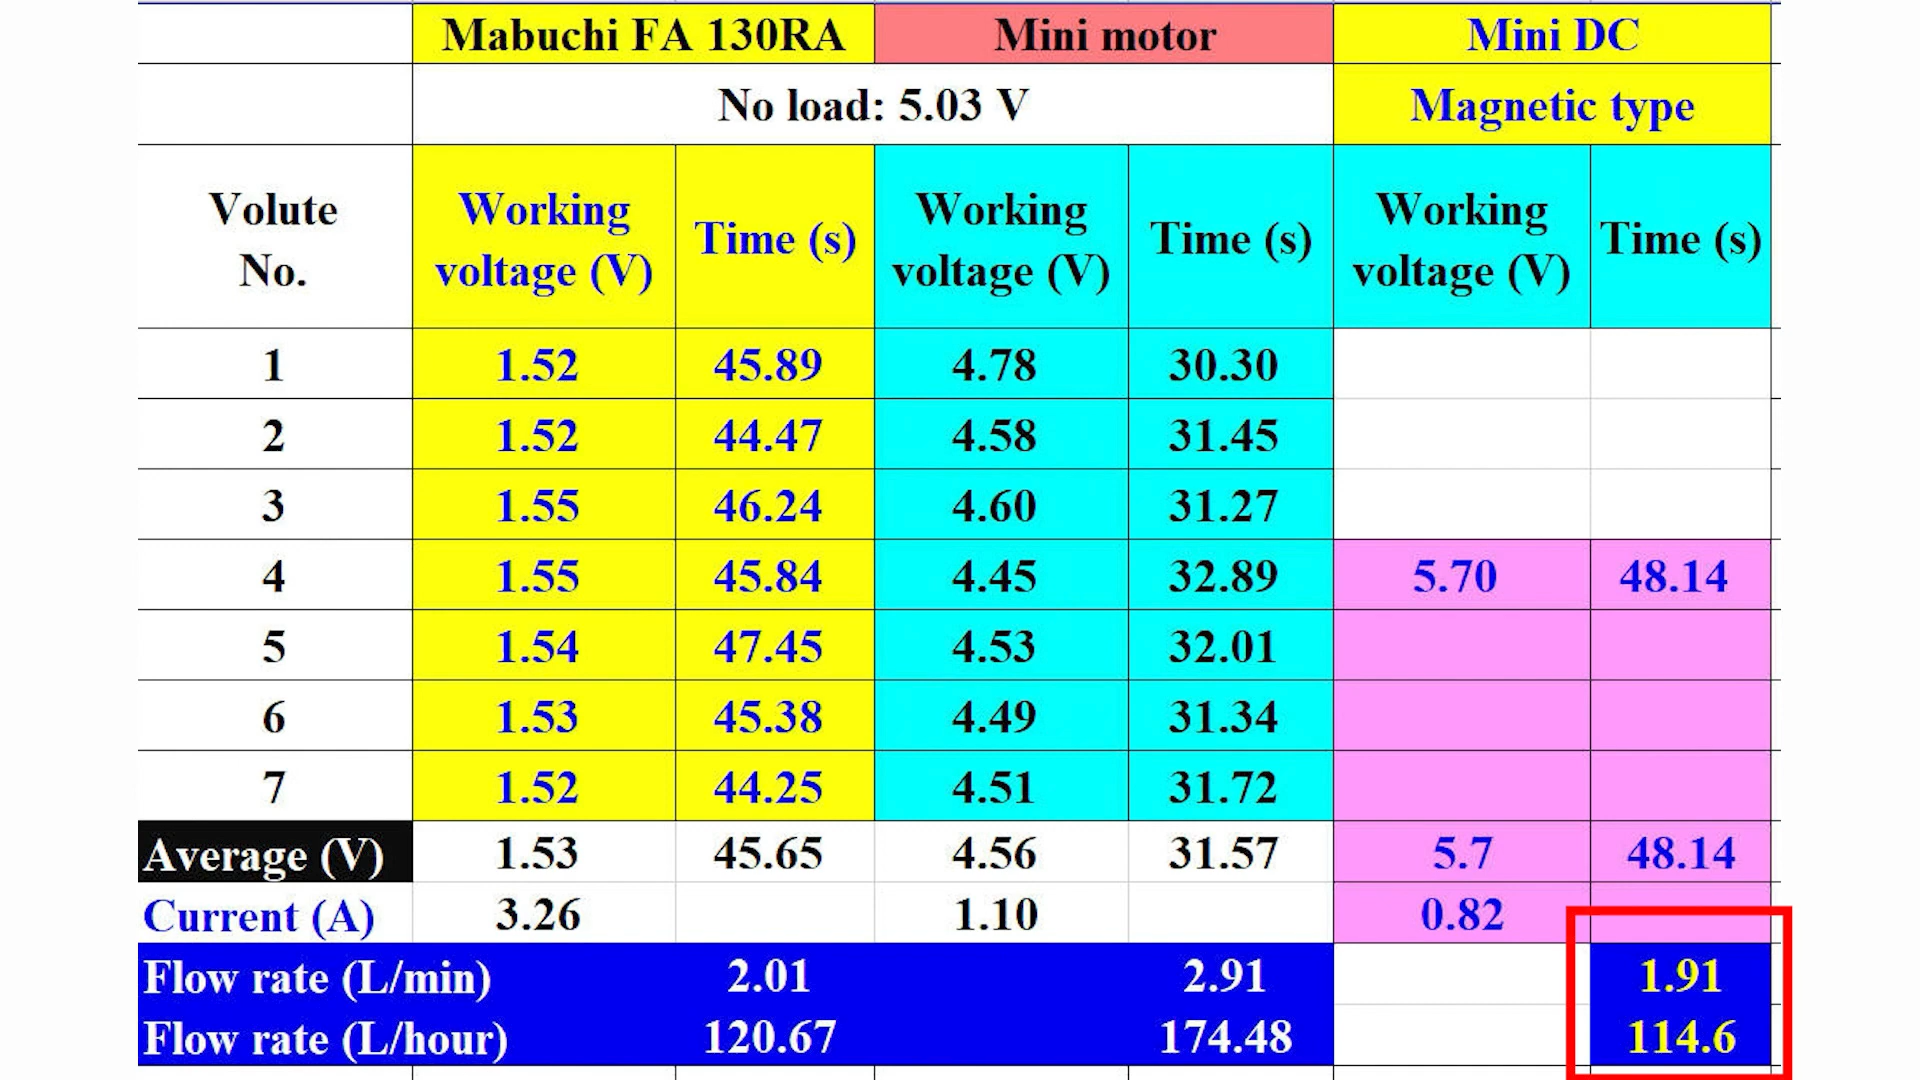 Mabuchi FA 130RA Mini motor Mini DC
No load: 5.03 V Magnetic type
Volute No. Working voltage (V) Time (s) Working voltage (V) Time (s) Working voltage (V) Time (s)
1 1.52 45.89 4.78 30.30
2 1.52 44.47 4.58 31.45
3 1.55 46.24 4.60 31.27
4 1.55 45.84 4.45 32.89 5.70 48.14
5 1.54 47.45 4.53 32.01
6 1.53 45.38 4.49 31.34
7 1.52 44.25 4.51 31.72
Average (V) 1.53 45.65 4.56 31.57 5.7 48.14
Current (A) 3.26 1.10 0.82
Flow rate (L/min) 2.01 2.91 1.91
Flow rate (L/hour) 120.67 174.48 114.6